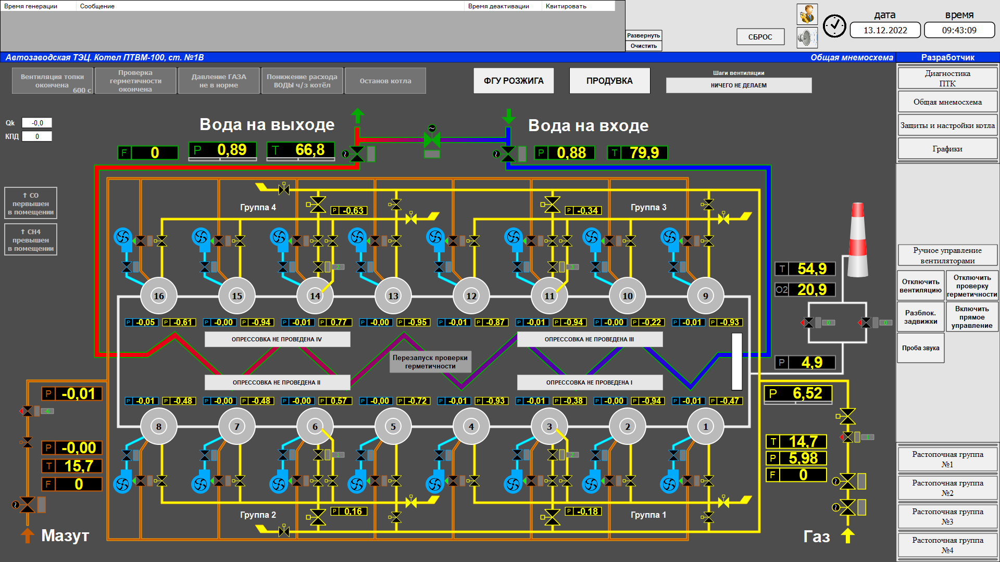 Время генерации Сообщение Время деактивации Квитировать
Развернуть
Очистить
СБРОС
дата время
13.12.2022 09:43:09
Автозаводская ТЭЦ. Котел ПТВМ-100, ст. №1В Общая мнемосхема Разработчик
Вентиляция топки
окончена
600 с
Проверка
герметичности
окончена
Давление ГАЗА
не в норме
Понижение расхода
ВОДЫ ч/з котёл
Останов котла
ФГУ РОЗЖИГА
ПРОДУВКА
Шаги вентиляции
НИЧЕГО НЕ ДЕЛАЕМ
Диагностика
ПТК
Общая мнемосхема
Защиты и настройки котла
Графики
Qk -0,0
КПД 0
Вода на выходе
Вода на входе
F 0
P 0,89
T 66,8
P 0,88
T 79,9
↑ CO
первышен
в помещении
↑ CH4
превышен
в помещении
Группа 4
P -0,63
P -0,34
Группа 3
2
3
16 15 14 13 12 11 10 9
P -0,05 P -0,61 P -0,00 P -0,94 P -0,01 P 0,77 P -0,00 P -0,95 P -0,01 P -0,87 P -0,01 P -0,94 P -0,00 P -0,22 P -0,01 P -0,93
ОПРЕССОВКА НЕ ПРОВЕДЕНА IV
ОПРЕССОВКА НЕ ПРОВЕДЕНА III
Перезапуск проверки
герметичности
ОПРЕССОВКА НЕ ПРОВЕДЕНА II
ОПРЕССОВКА НЕ ПРОВЕДЕНА I
P -0,01 P -0,48 P -0,00 P -0,48 P -0,00 P 0,57 P -0,00 P -0,72 P -0,01 P -0,93 P -0,01 P -0,38 P -0,00 P -0,94 P -0,01 P -0,47
8 7 6 5 4 3 2 1
1
2
Группа 2
P 0,16
P -0,18
Группа 1
T 54,9
O2 20,9
0
0
P 4,9
P 6,52
1
T 14,7
P 5,98
F 0
Газ
P -0,01
-6
P -0,00
T 15,7
F 0
Мазут
Ручное управление
вентиляторами
Отключить
вентиляцию
Отключить
проверку
герметичности
Разблок.
задвижки
Включить
прямое
управление
Проба звука
Растопочная группа
№1
Растопочная группа
№2
Растопочная группа
№3
Растопочная группа
№4